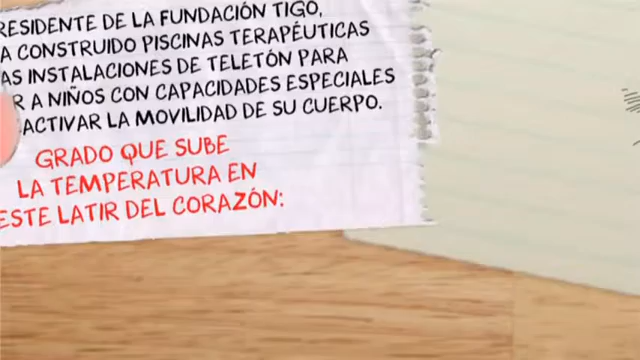 RESIDENTE DE LA FUNDACIÓN TIGO,
A CONSTRUIDO PISCINAS TERAPÉUTICAS
AS INSTALACIONES DE TELETÓN PARA
R A NIÑOS CON CAPACIDADES ESPECIALES
ACTIVAR LA MOVILIDAD DE SU CUERPO.
GRADO QUE SUBE
LA TEMPERATURA EN
ESTE LATIR DEL CORAZÓN: